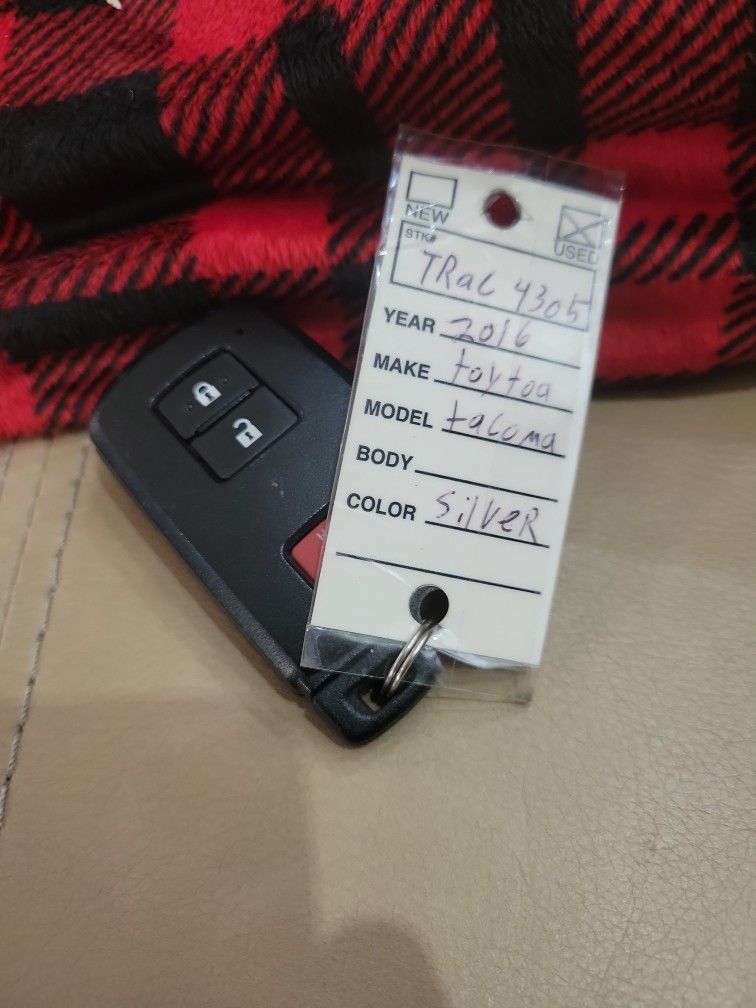 NEW
USED
STK#
TRac 4305
YEAR 2016
MAKE toytoa
MODEL tacoma
BODY
COLOR SilveR